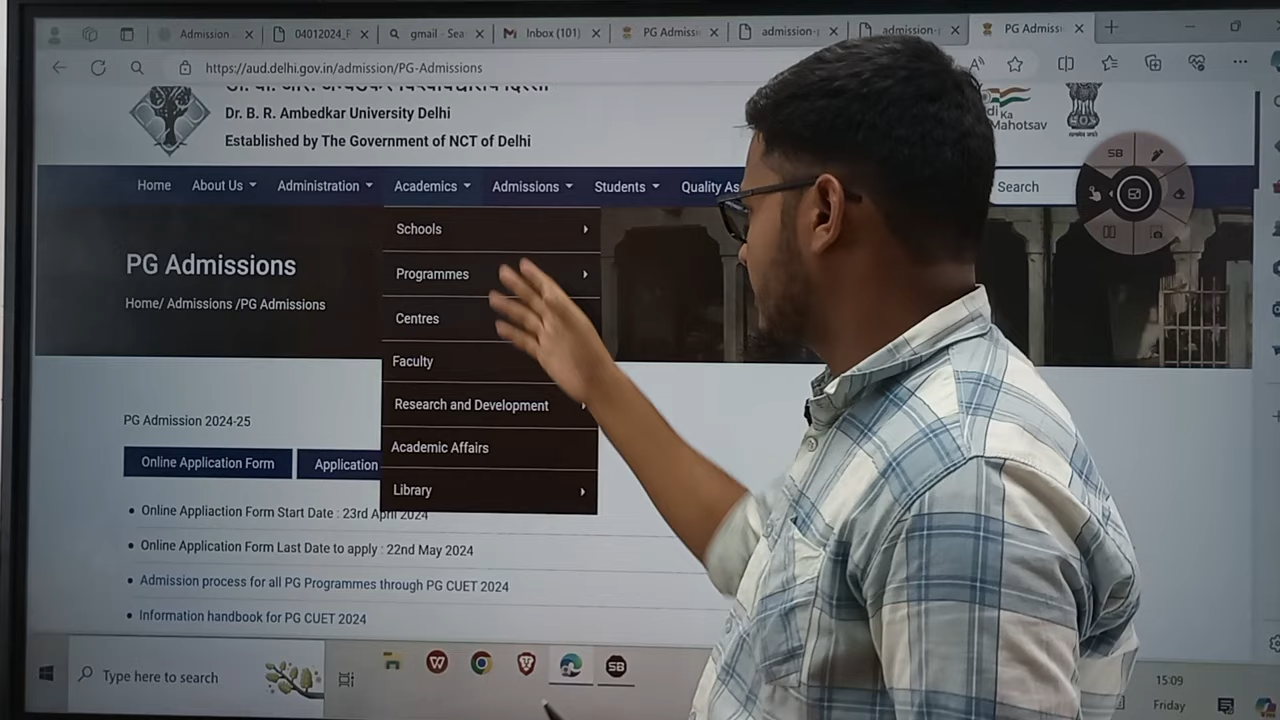 Admission
04012024_F
gmail - Sea
Inbox (101)
PG Admissi
admission-p
admission-p
PG Admissi
https://aud.delhi.gov.in/admission/PG-Admissions
Dr. B. R. Ambedkar University Delhi
Established by The Government of NCT of Delhi
Ka
Mahotsav
Home
About Us
Administration
Academics
Admissions
Students
Quality As
Search
SB
Schools
Programmes
Centres
Faculty
Research and Development
Academic Affairs
Library
PG Admissions
Home/ Admissions /PG Admissions
PG Admission 2024-25
Online Application Form
Application
Online Appliaction Form Start Date : 23rd April 2024
Online Application Form Last Date to apply : 22nd May 2024
Admission process for all PG Programmes through PG CUET 2024
Information handbook for PG CUET 2024
Type here to search
SB
15:09
Friday